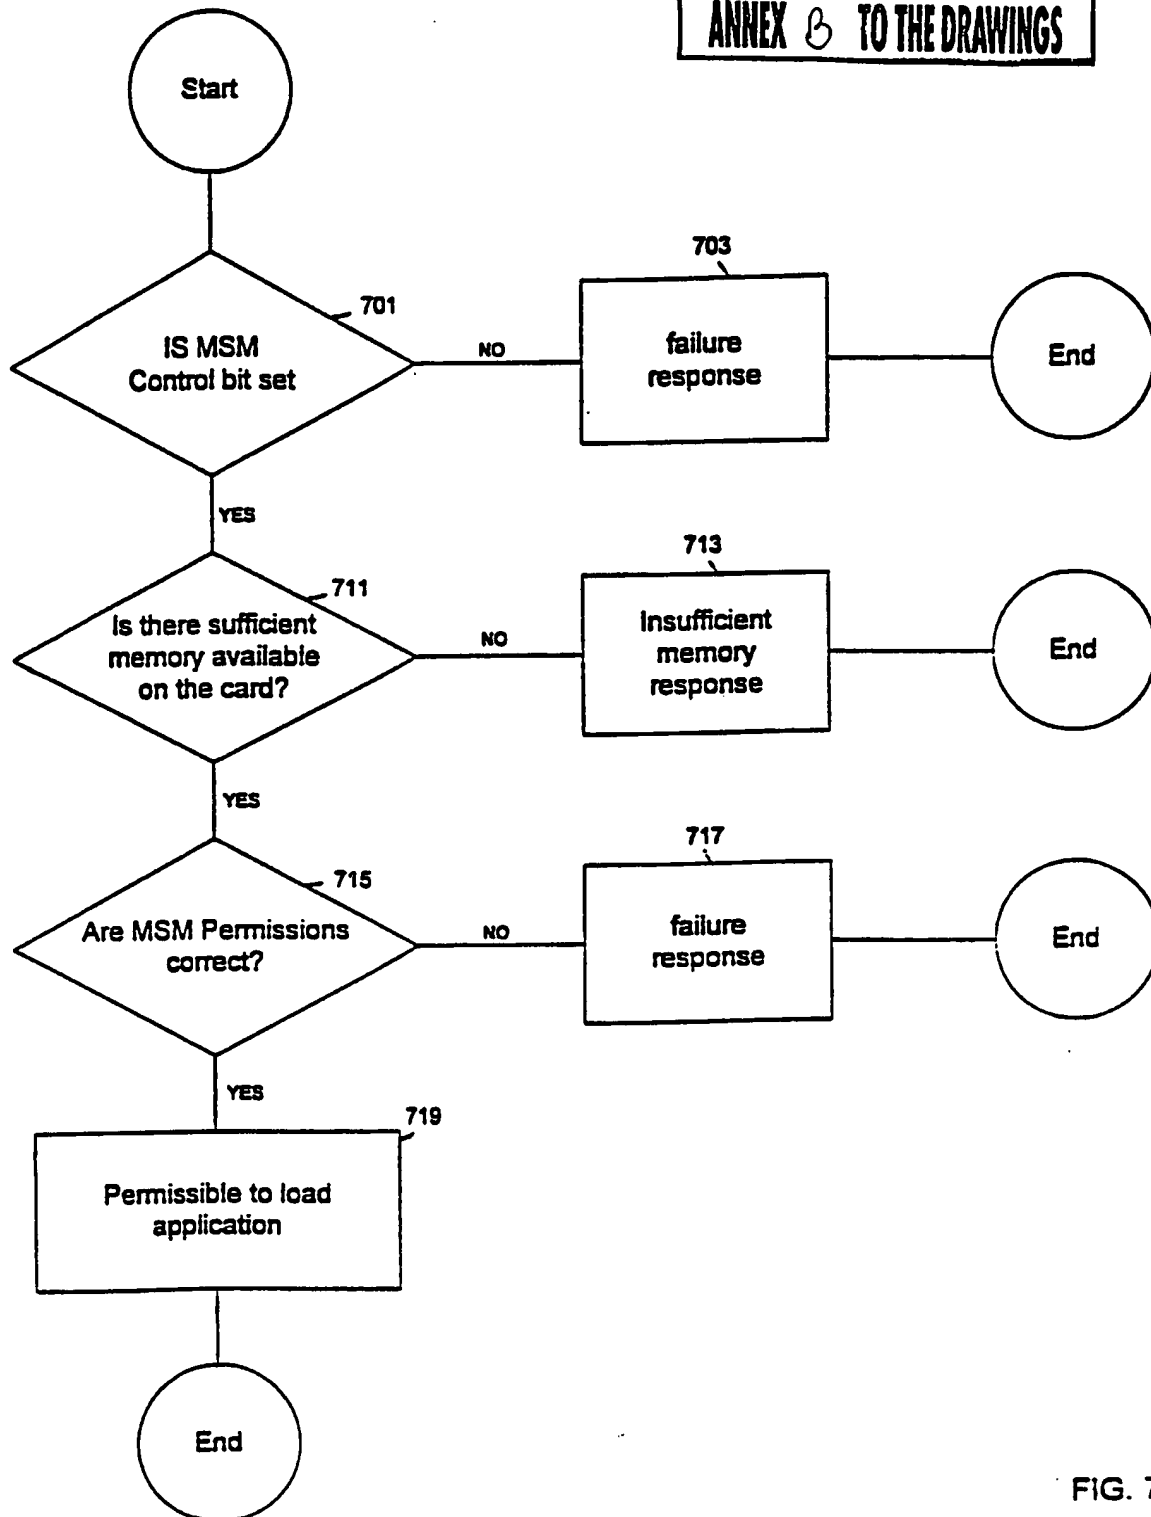 ANNEX B TO THE DRAWINGS
Start
701
IS MSM
Control bit set
NO
703
failure
response
End
YES
711
Is there sufficient
memory available
on the card?
NO
713
Insufficient
memory
response
End
YES
715
Are MSM Permissions
correct?
NO
717
failure
response
End
YES
719
Permissible to load
application
End
FIG. 7